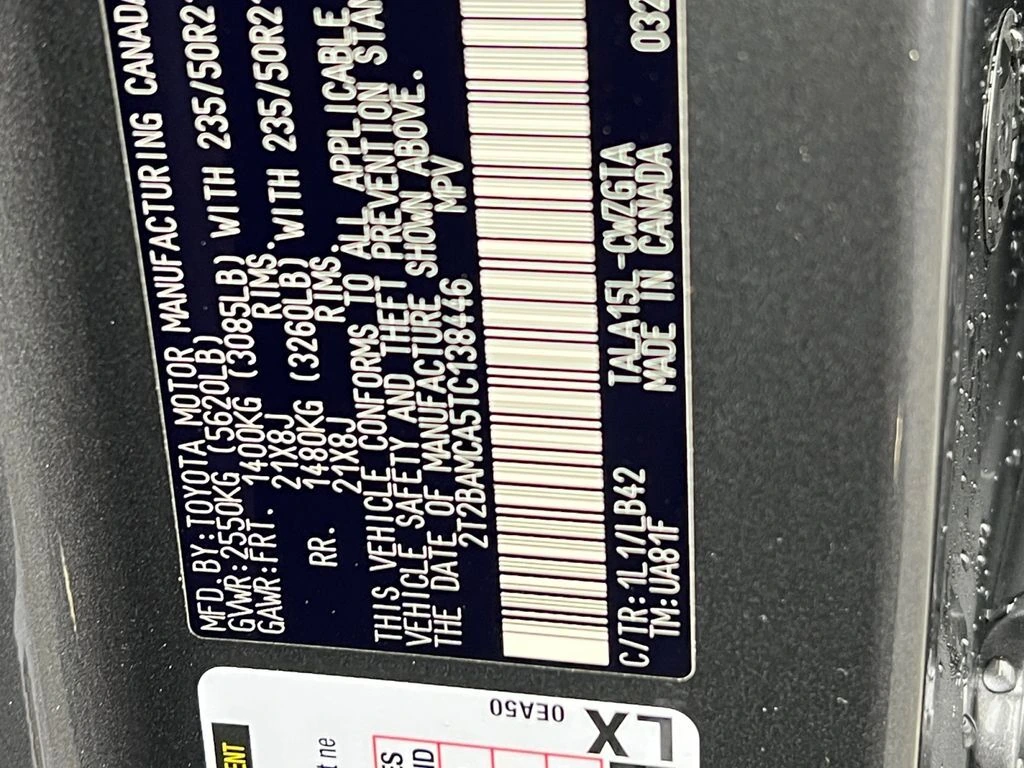 MFD.BY:TOYOTA MOTOR MANUFACTURING CANADA
GVWR:2550KG (5620LB)
GAWR:FRT. 1400KG (3085LB) WITH 235/50R21
21X8J RIMS.
RR. 1480KG (3260LB) WITH 235/50R21
21X8J RIMS.
THIS VEHICLE CONFORMS TO ALL APPLICABLE
VEHICLE SAFETY AND THEFT PREVENTION STAN
THE DATE OF MANUFACTURE SHOWN ABOVE.
2T2BAMCA5TC138446 MPV
C/TR:1L1/LB42 TALA15L-CWZGTA 032
TM:UA81F MADE IN CANADA
0EA50
LX